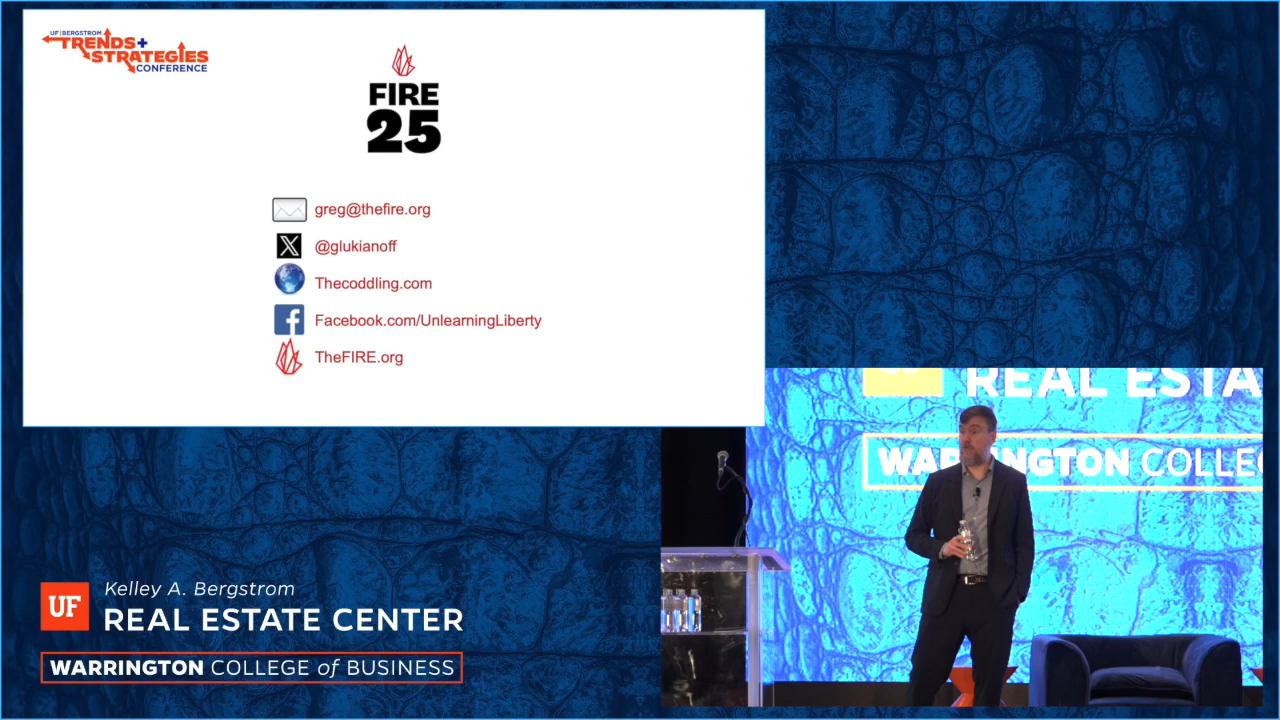 UF | BERGSTROM
TRENDS+
STRATEGIES
CONFERENCE
FIRE
25
greg@thefire.org
@glukianoff
Thecoddling.com
Facebook.com/UnlearningLiberty
TheFIRE.org
REAL ESTA
WARRINGTON COLLEG
UF
Kelley A. Bergstrom
REAL ESTATE CENTER
WARRINGTON COLLEGE of BUSINESS